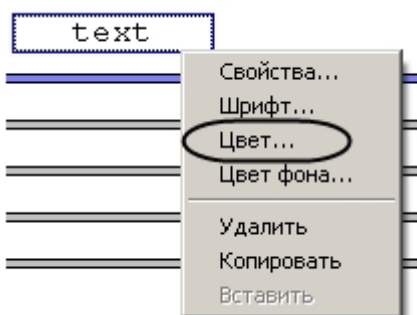 text
Свойства...
Шрифт...
Цвет...
Цвет фона...
Удалить
Копировать
Вставить